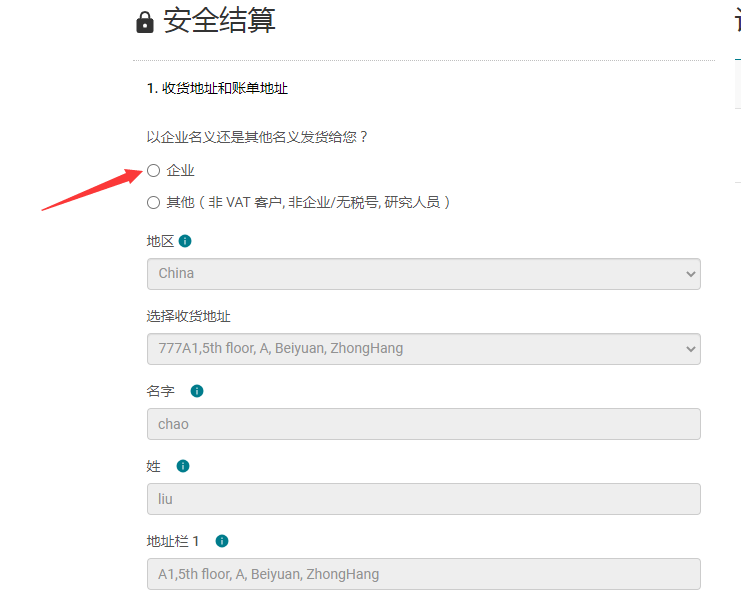 安全结算
1. 收货地址和账单地址
以企业名义还是其他名义发货给您？
企业
其他（非 VAT 客户, 非企业/无税号, 研究人员）
地区
China
选择收货地址
777A1,5th floor, A, Beiyuan, ZhongHang
名字
chao
姓
liu
地址栏 1
A1,5th floor, A, Beiyuan, ZhongHang